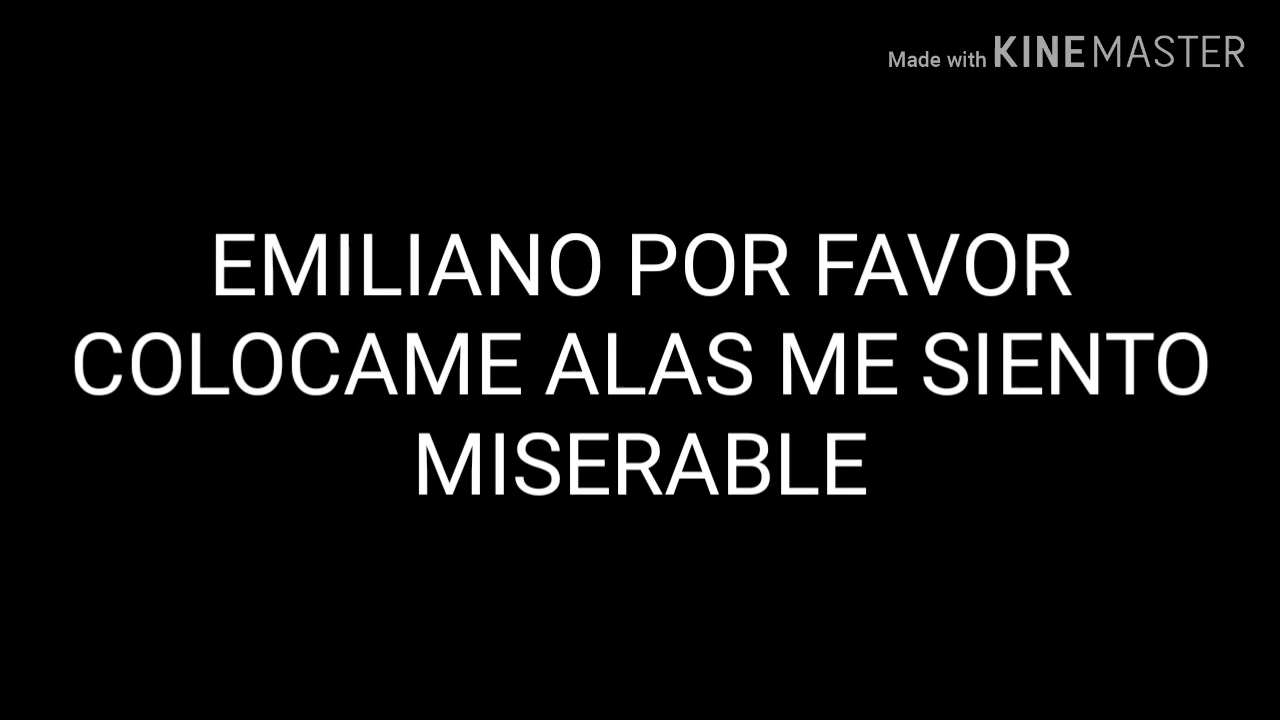 Made with KINEMASTER
EMILIANO POR FAVOR
COLOCAME ALAS ME SIENTO
MISERABLE